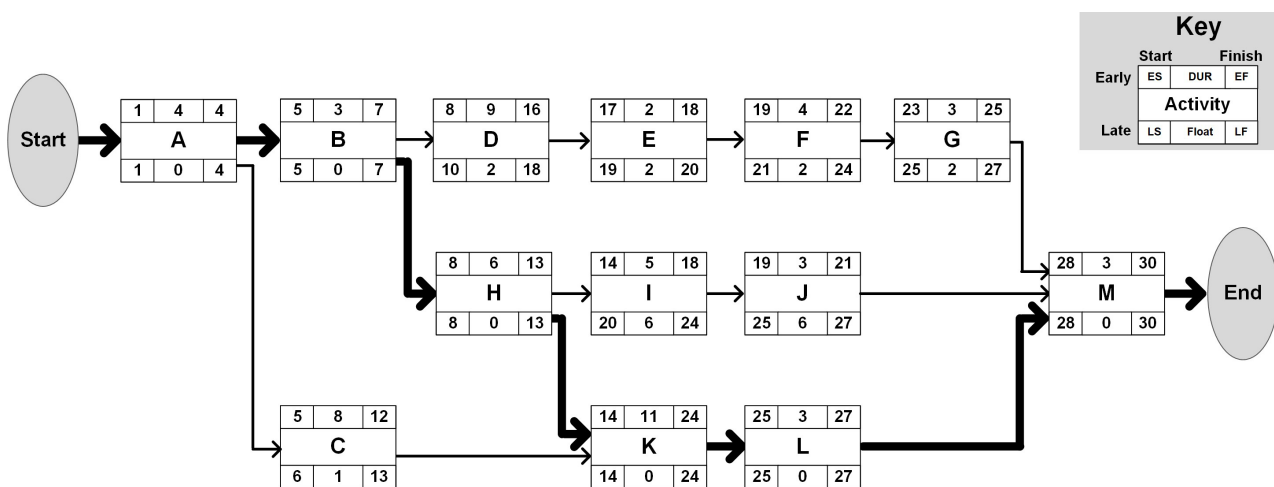 Key
Start Finish
Early ES DUR EF
Activity
Late LS Float LF
Start
1 4 4
A
1 0 4
5 3 7
B
5 0 7
8 9 16
D
10 2 18
17 2 18
E
19 2 20
19 4 22
F
21 2 24
23 3 25
G
25 2 27
8 6 13
H
8 0 13
14 5 18
I
20 6 24
19 3 21
J
25 6 27
28 3 30
M
28 0 30
End
5 8 12
C
6 1 13
14 11 24
K
14 0 24
25 3 27
L
25 0 27